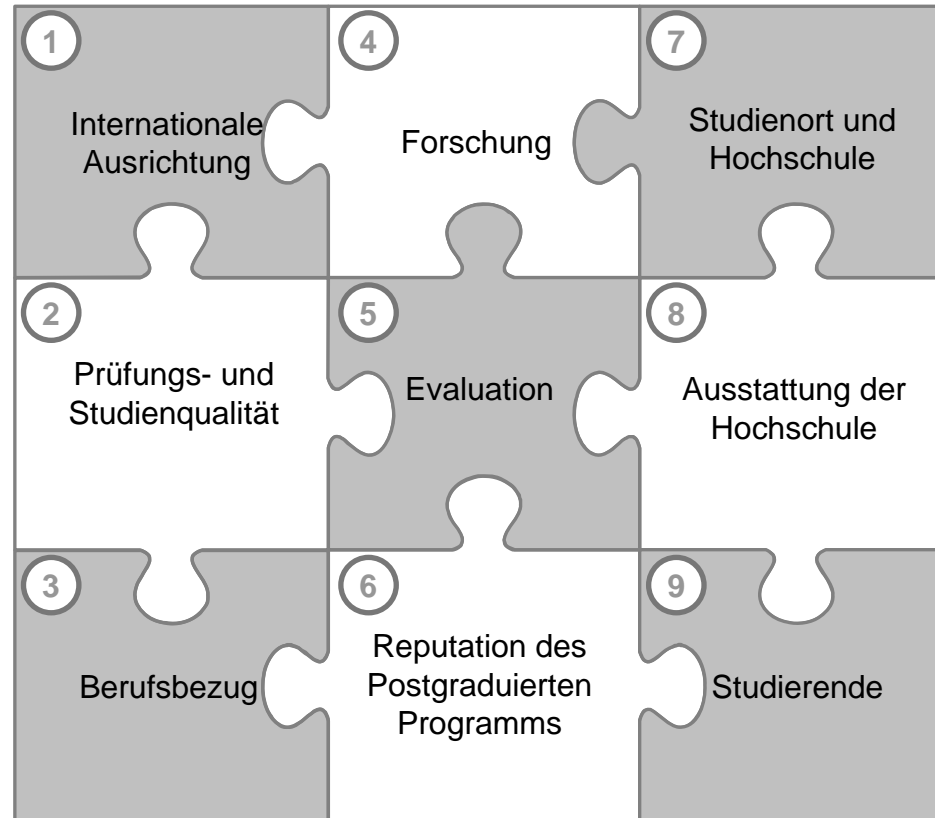 1
Internationale
Ausrichtung
2
Prüfungs- und
Studienqualität
3
Berufsbezug
4
Forschung
5
Evaluation
6
Reputation des
Postgraduierten
Programms
7
Studienort und
Hochschule
8
Ausstattung der
Hochschule
9
Studierende